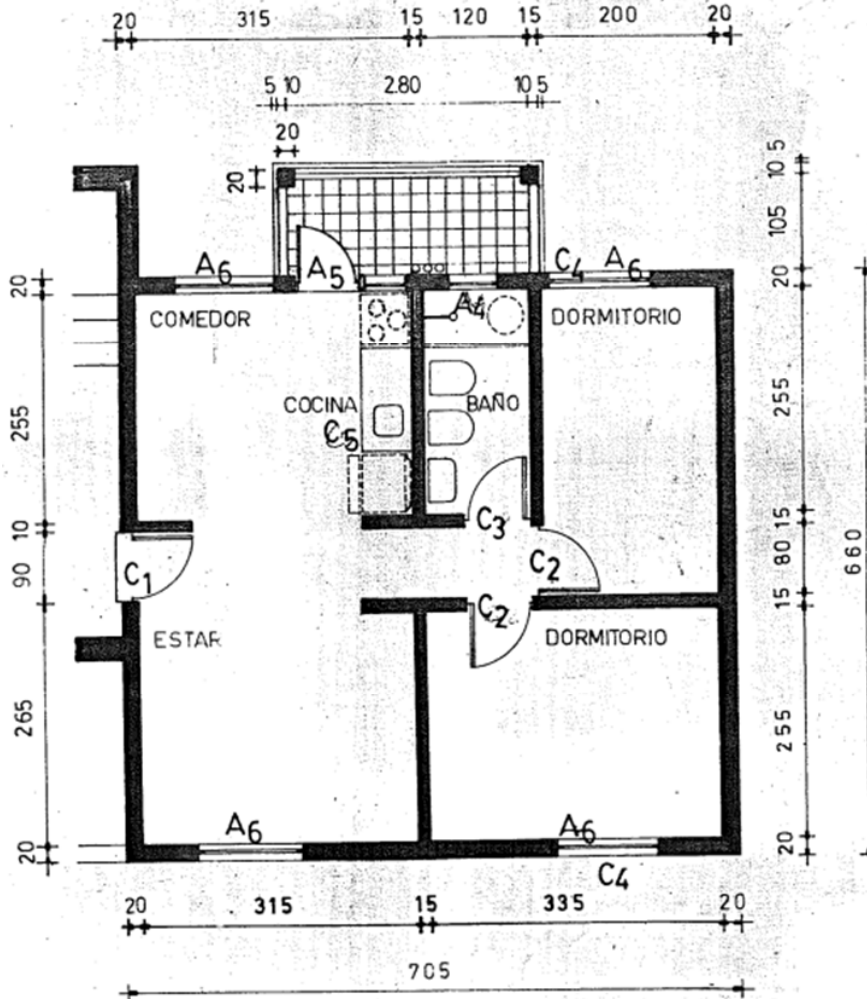 20 315 15 120 15 200 20
5 10 2.80 10 5
20
20
10 5
105
20
255
15
80
15
255
20
660
20
255
10
90
265
20
A6 A5 C4 A6
COMEDOR A4 DORMITORIO
COCINA BAÑO
C5
C3
C1 C2
C2
ESTAR DORMITORIO
A6 A6
C4
20 315 15 335 20
705